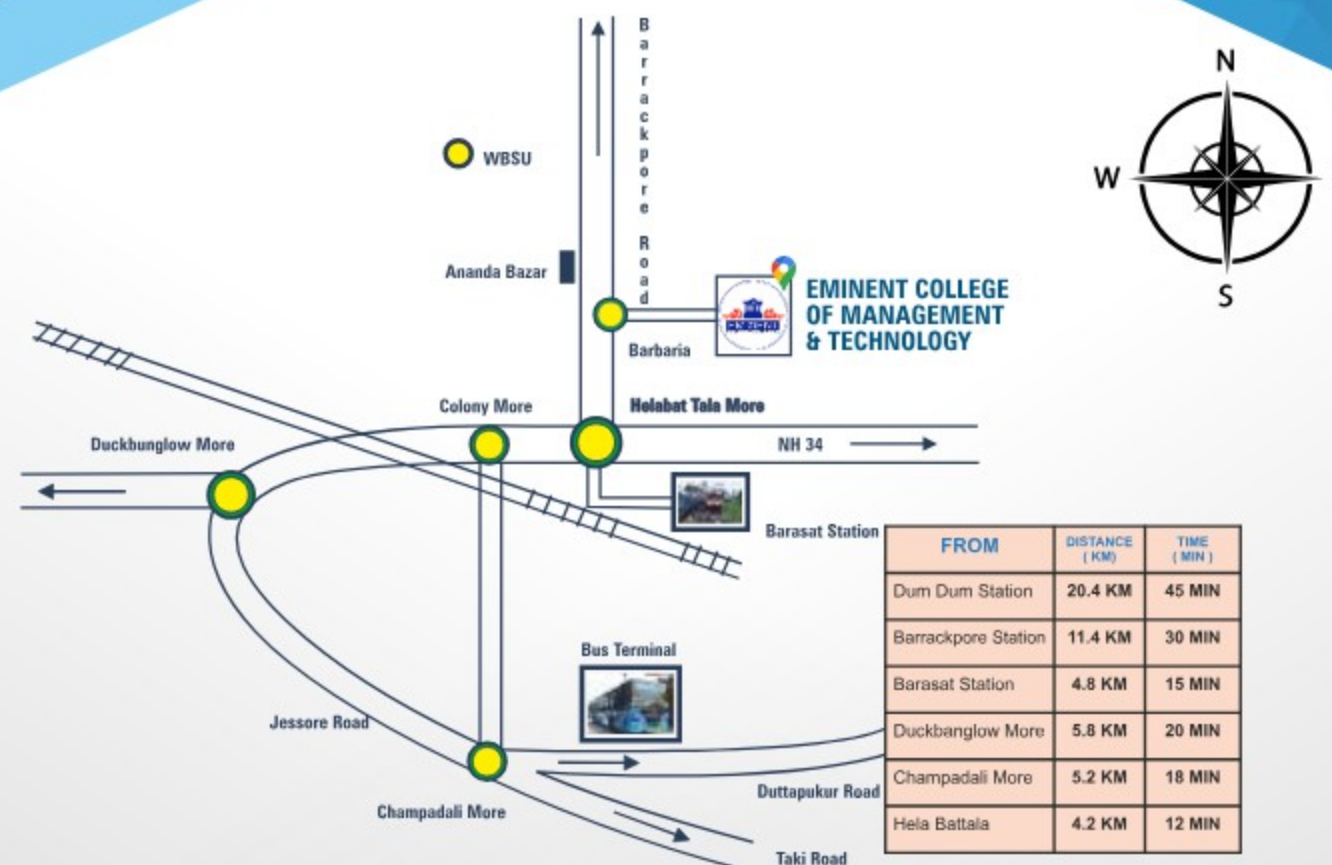 Barrackpore Road
N
W
S
WBSU
Ananda Bazar
EMINENT COLLEGE
OF MANAGEMENT
& TECHNOLOGY
Barbaria
Colony More
Helabat Tala More
Duckbunglow More
NH 34
Barasat Station
Bus Terminal
Jessore Road
Champadali More
Duttapukur Road
Taki Road
FROM DISTANCE (KM) TIME (MIN)
Dum Dum Station 20.4 KM 45 MIN
Barrackpore Station 11.4 KM 30 MIN
Barasat Station 4.8 KM 15 MIN
Duckbanglow More 5.8 KM 20 MIN
Champadali More 5.2 KM 18 MIN
Hela Battala 4.2 KM 12 MIN